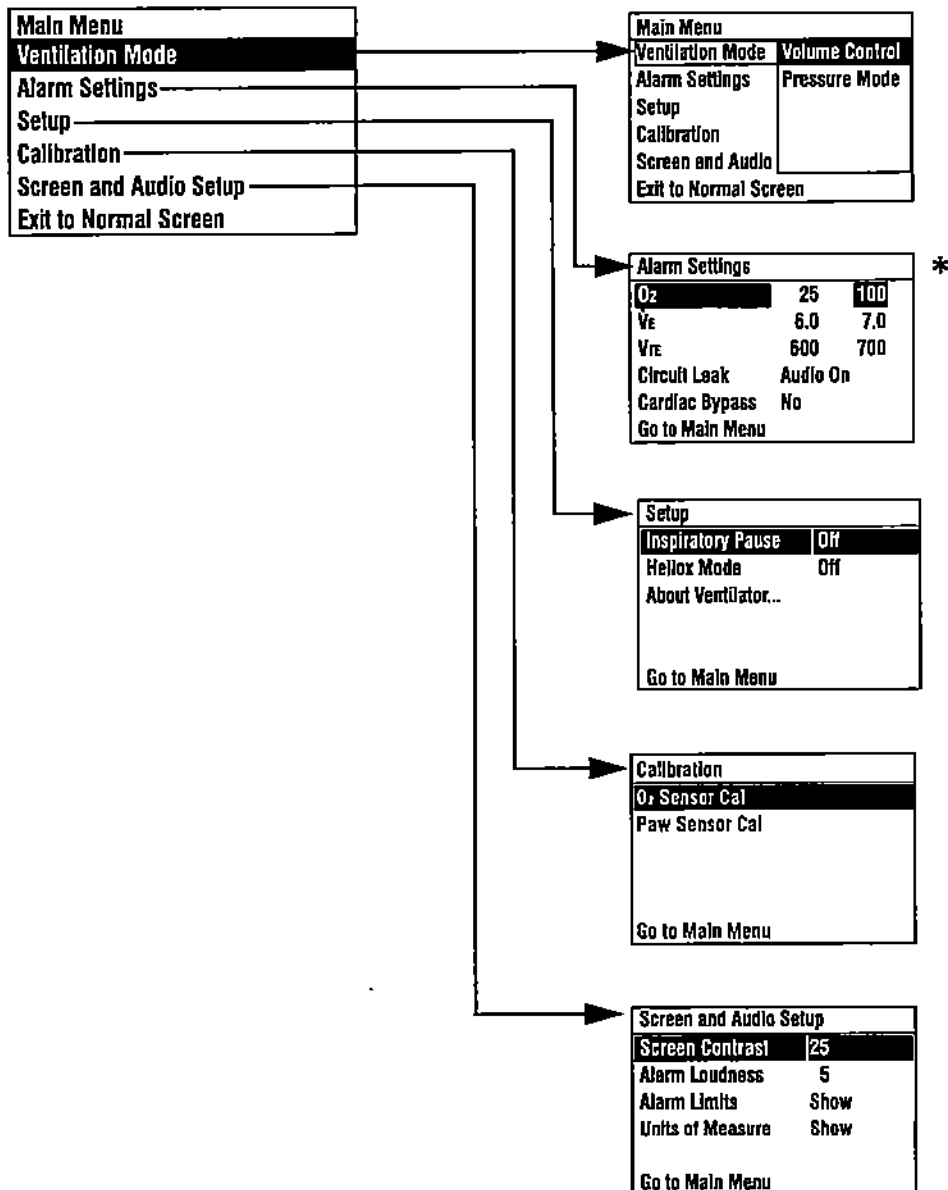 Main Menu
Ventilation Mode
Alarm Settings
Setup
Calibration
Screen and Audio Setup
Exit to Normal Screen
Main Menu
Ventilation Mode Volume Control
Alarm Settings Pressure Mode
Setup
Calibration
Screen and Audio
Exit to Normal Screen
Alarm Settings *
O2 25 100
VE 6.0 7.0
VTE 600 700
Circuit Leak Audio On
Cardiac Bypass No
Go to Main Menu
Setup
Inspiratory Pause Off
Heliox Mode Off
About Ventilator...
Go to Main Menu
Calibration
O2 Sensor Cal
Paw Sensor Cal
Go to Main Menu
Screen and Audio Setup
Screen Contrast 25
Alarm Loudness 5
Alarm Limits Show
Units of Measure Show
Go to Main Menu